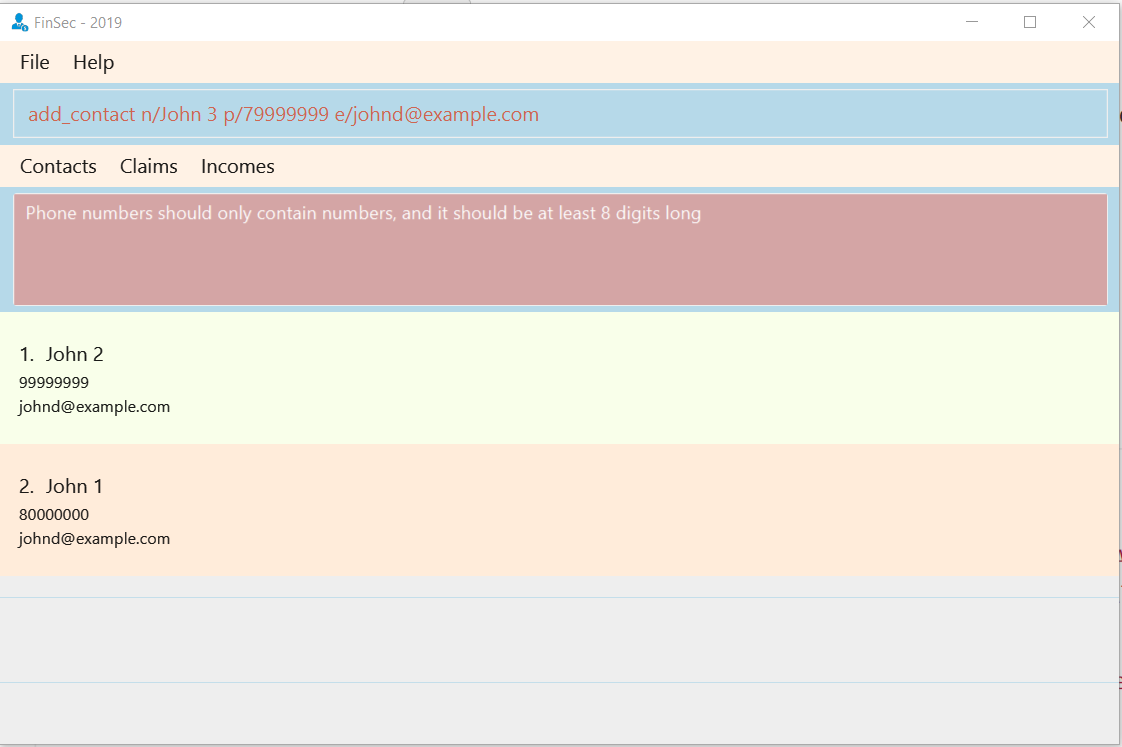 FinSec - 2019
File Help
add_contact n/John 3 p/79999999 e/johnd@example.com
Contacts Claims Incomes
Phone numbers should only contain numbers, and it should be at least 8 digits long
1. John 2
99999999
johnd@example.com
2. John 1
80000000
johnd@example.com